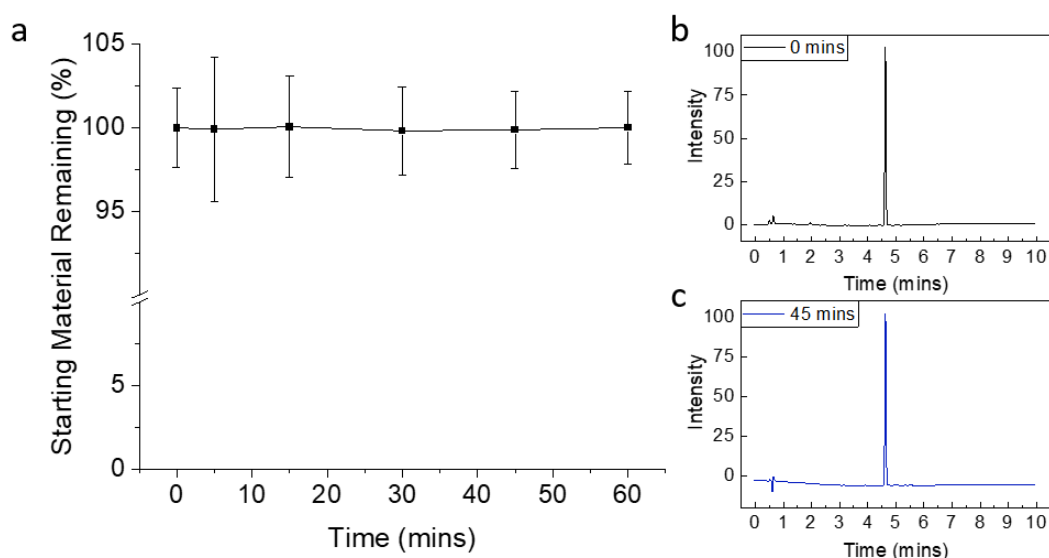 a
Starting Material Remaining (%)
105
100
95
5
0
0 10 20 30 40 50 60
Time (mins)
b
0 mins
Intensity
100
75
50
25
0
0 1 2 3 4 5 6 7 8 9 10
Time (mins)
c
45 mins
Intensity
100
75
50
25
0
0 1 2 3 4 5 6 7 8 9 10
Time (mins)